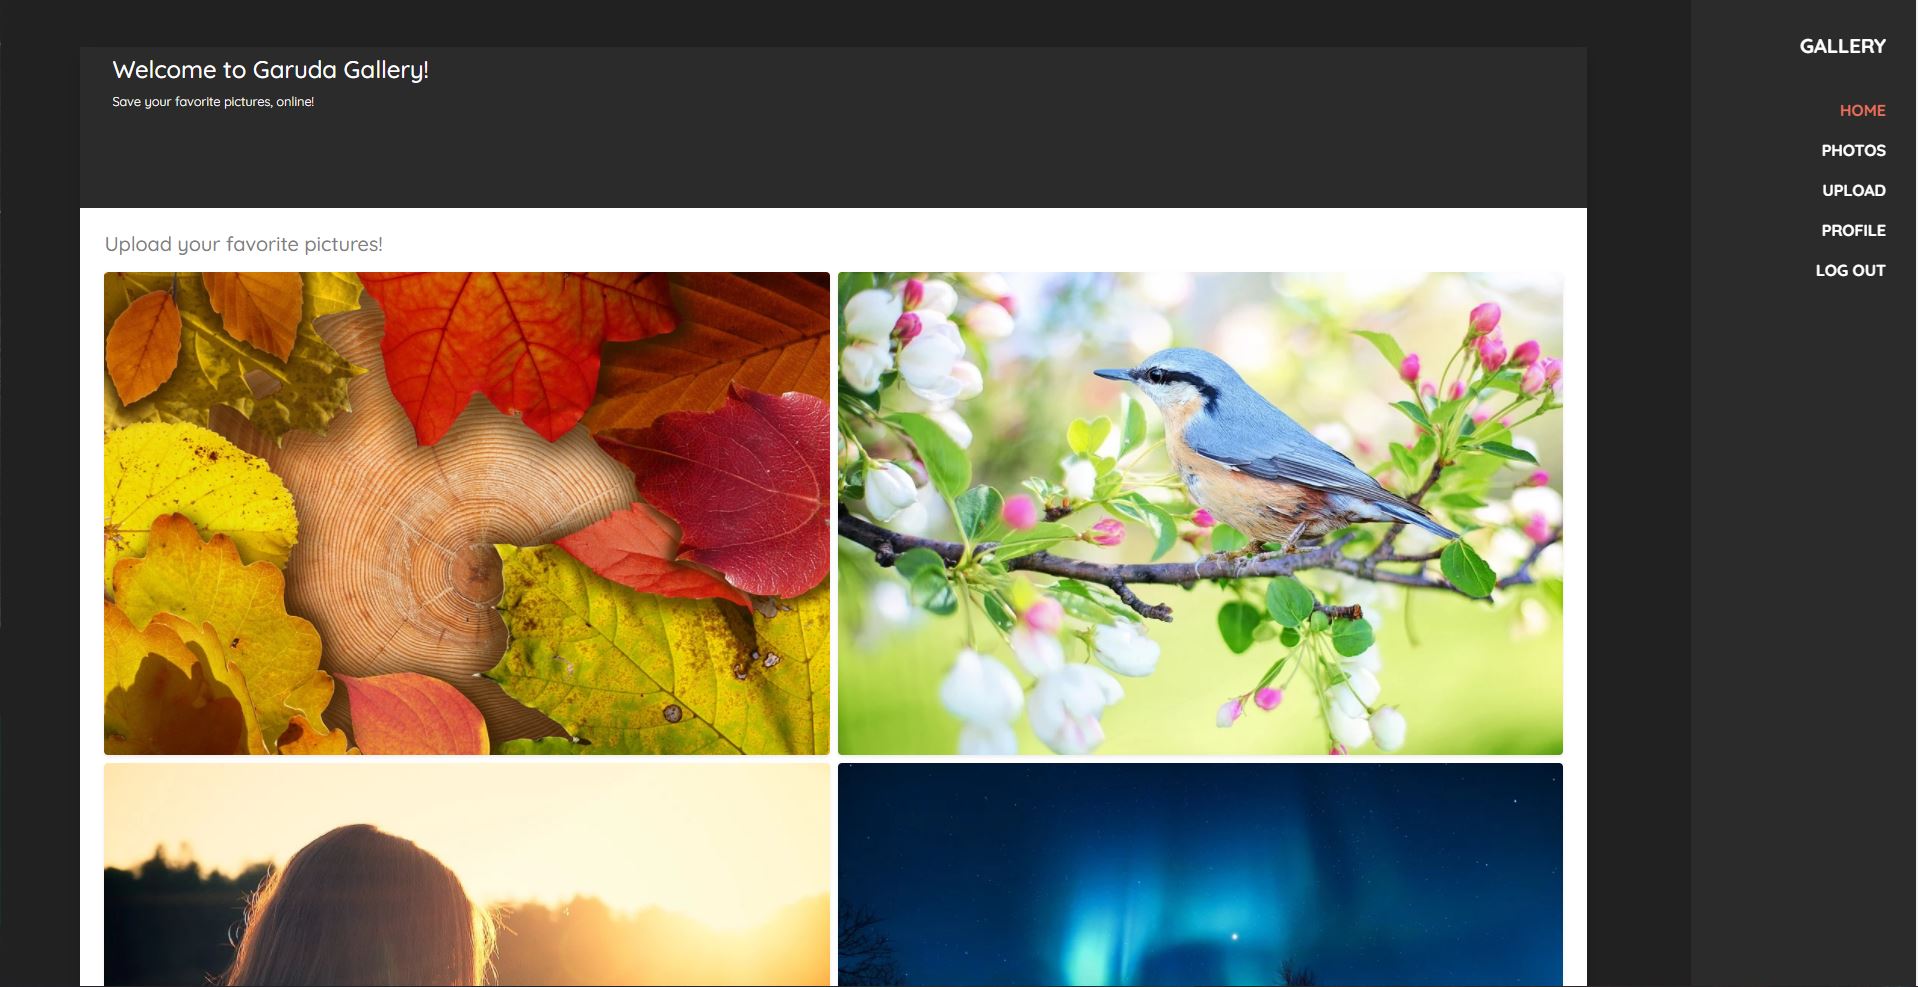 Welcome to Garuda Gallery!
Save your favorite pictures, online!
Upload your favorite pictures!
GALLERY
HOME
PHOTOS
UPLOAD
PROFILE
LOG OUT